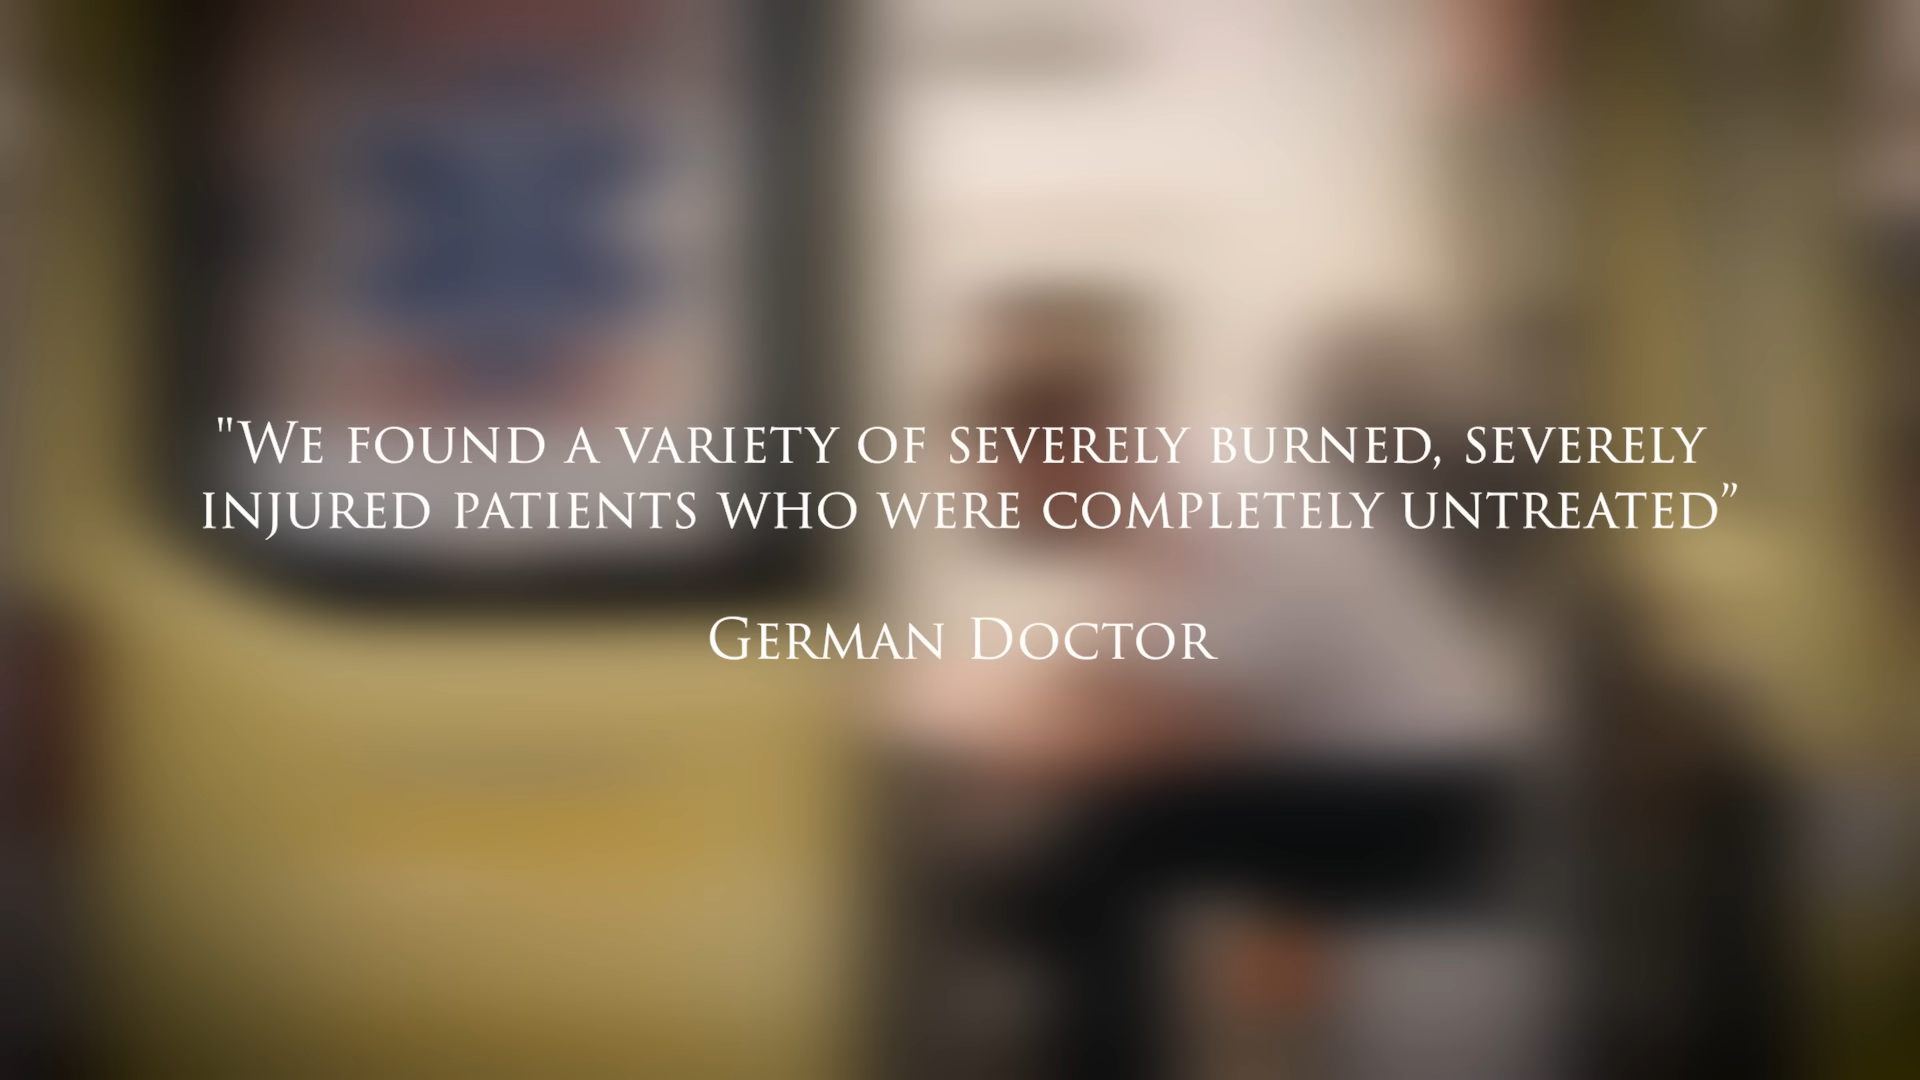 "We found a variety of severely burned, severely
injured patients who were completely untreated”
German Doctor